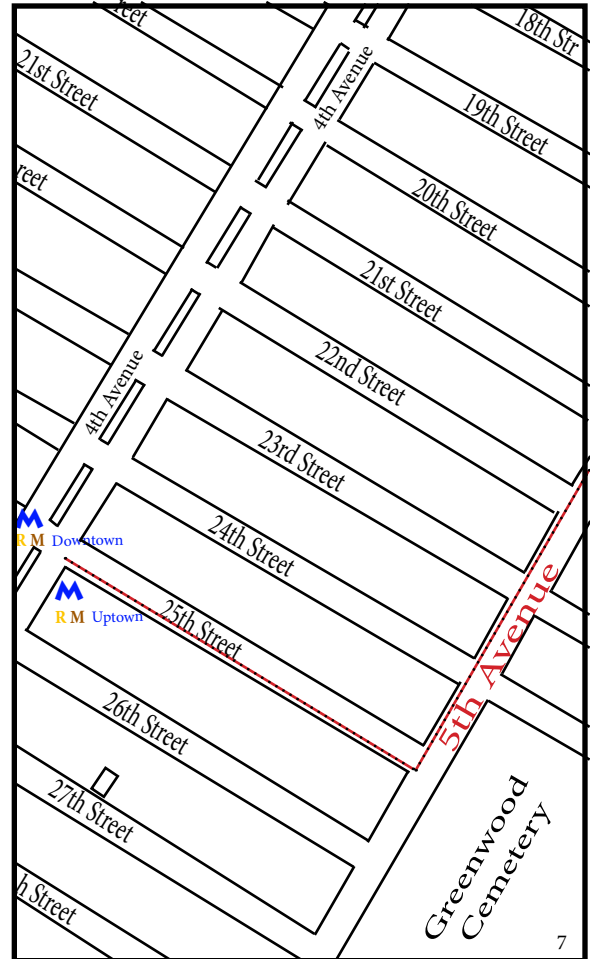 18th Str
21st Street
4th Avenue
19th Street
20th Street
21st Street
4th Avenue
22nd Street
23rd Street
R M Downtown
24th Street
R M Uptown
25th Street
5th Avenue
26th Street
27th Street
Greenwood
Cemetery
h Street
7